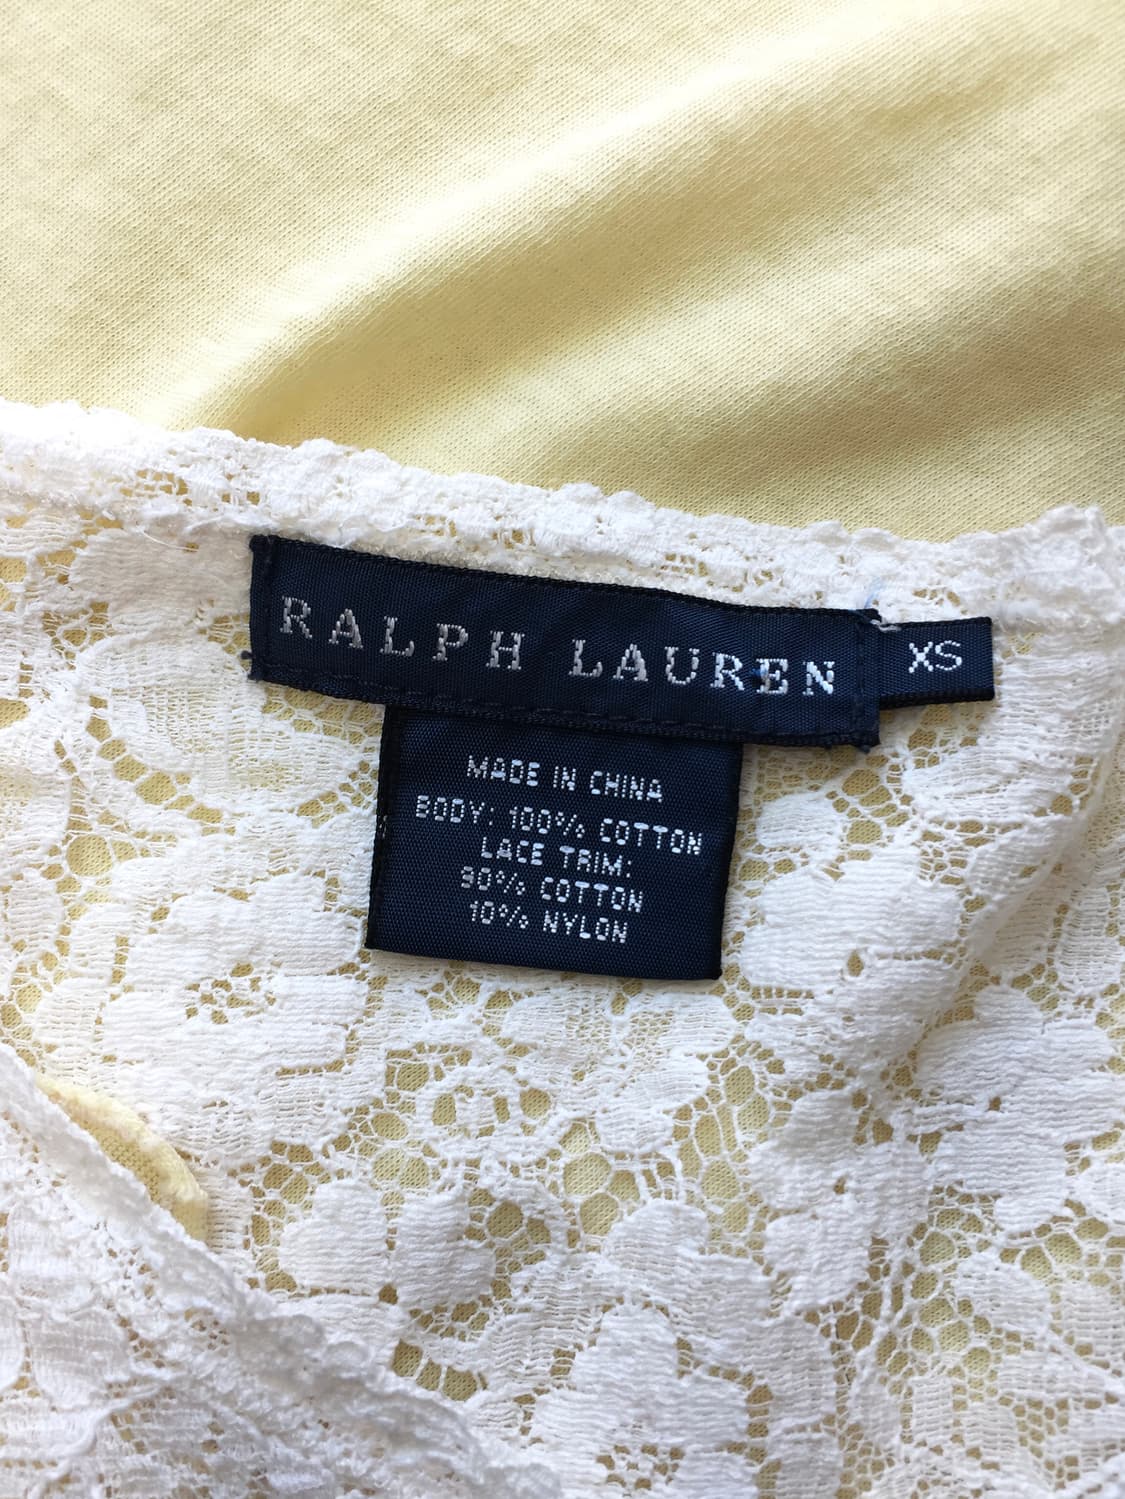 RALPH LAUREN
XS
MADE IN CHINA
BODY: 100% COTTON
LACE TRIM:
90% COTTON
10% NYLON